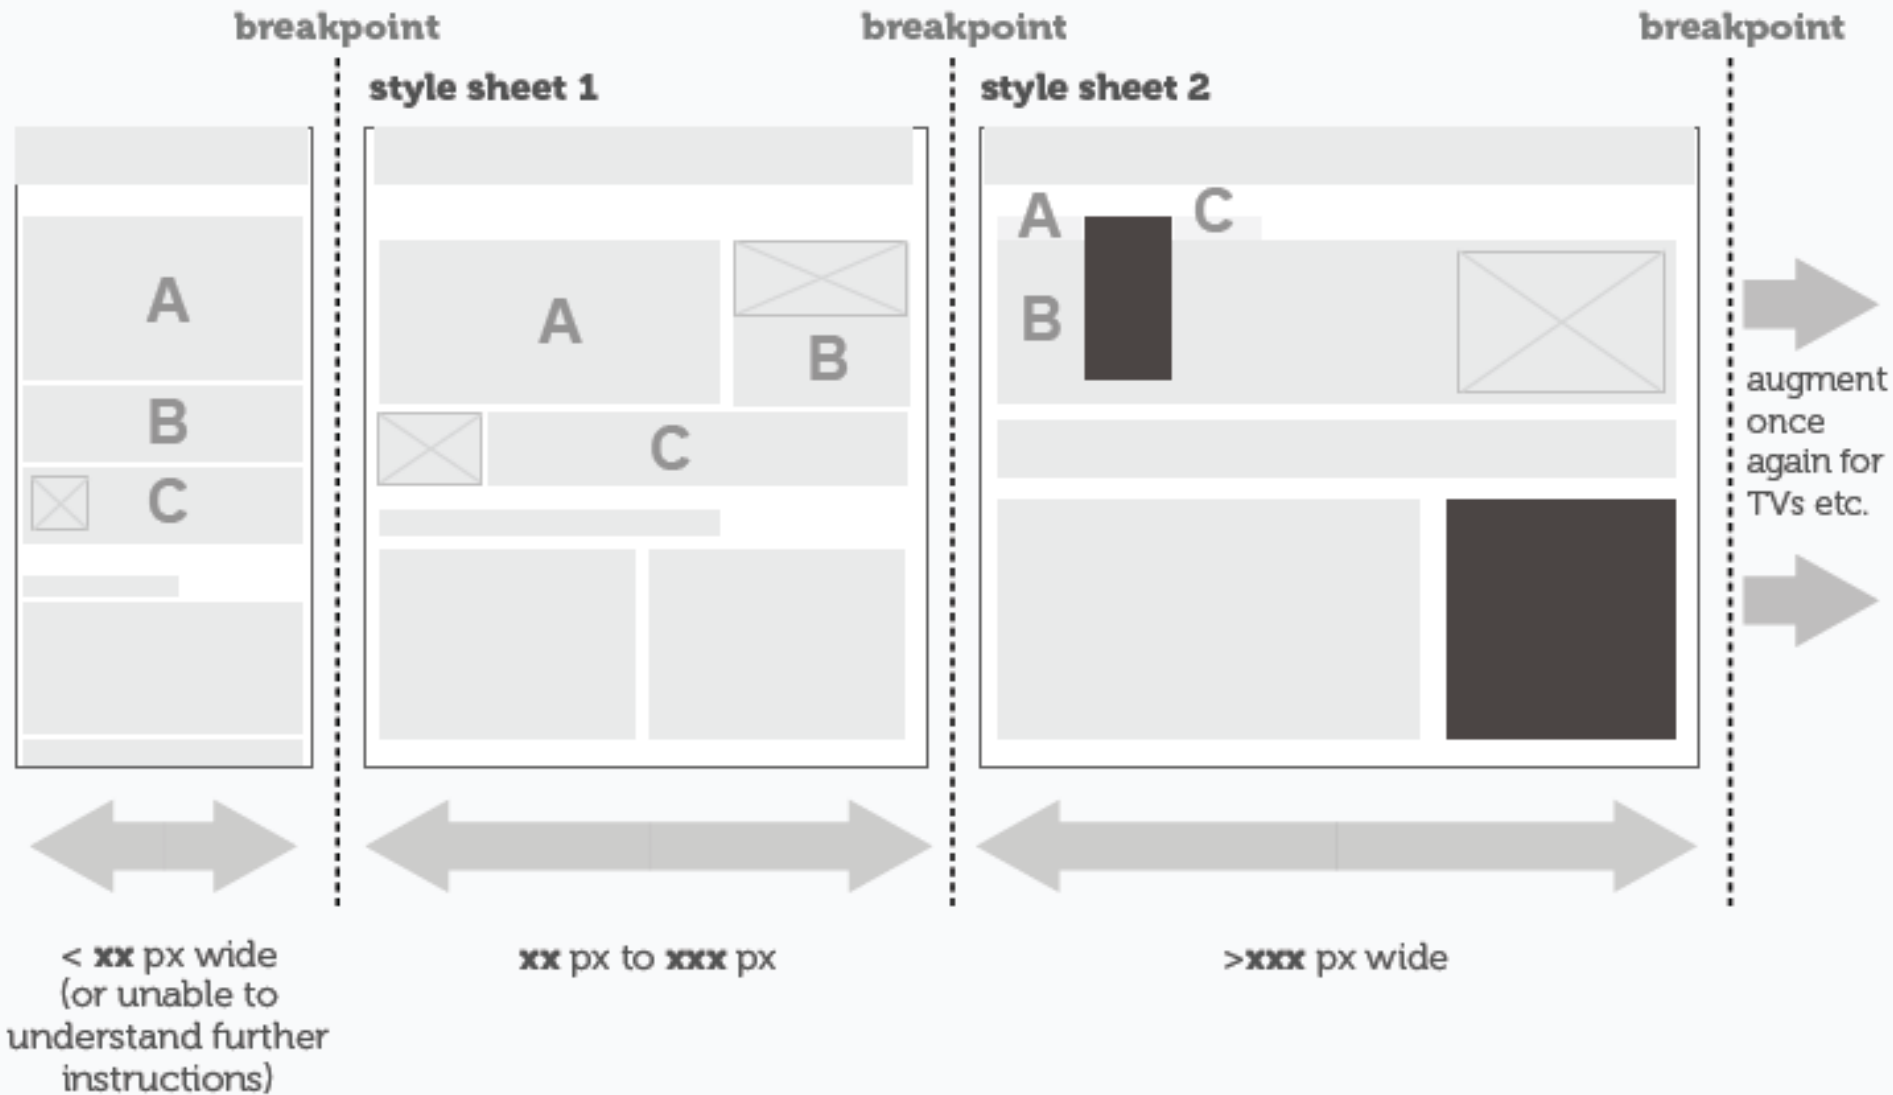 breakpoint
breakpoint
breakpoint
style sheet 1
style sheet 2
A
B
C
A
B
C
A
C
B
augment
once
again for
TVs etc.
< xx px wide
(or unable to
understand further
instructions)
xx px to xxx px
>xxx px wide